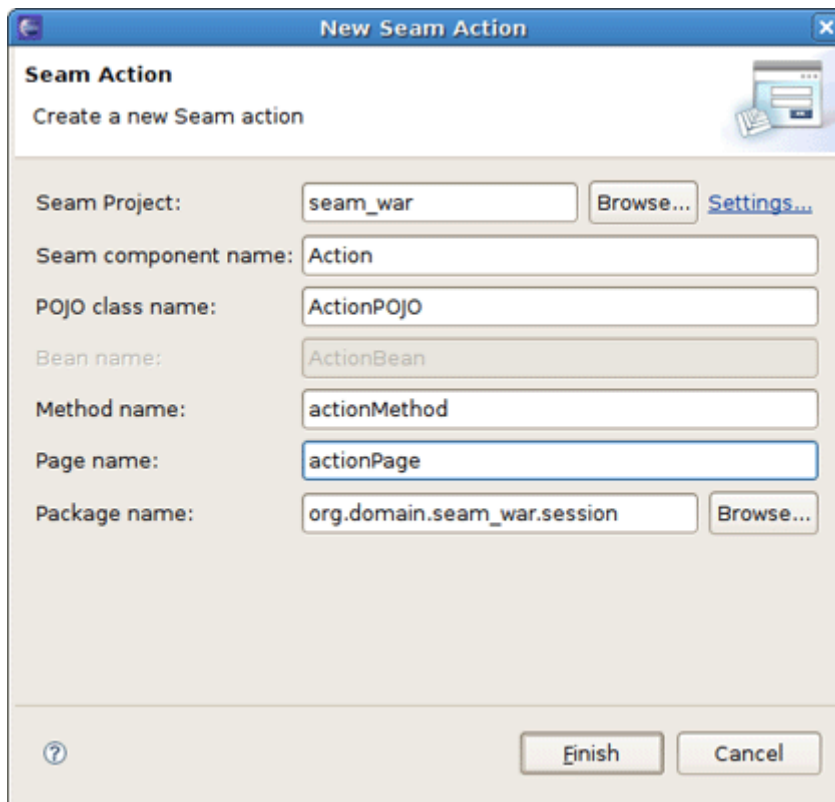 New Seam Action
Seam Action
Create a new Seam action
Seam Project: seam_war Browse... Settings...
Seam component name: Action
POJO class name: ActionPOJO
Bean name: ActionBean
Method name: actionMethod
Page name: actionPage
Package name: org.domain.seam_war.session Browse...
? Finish Cancel